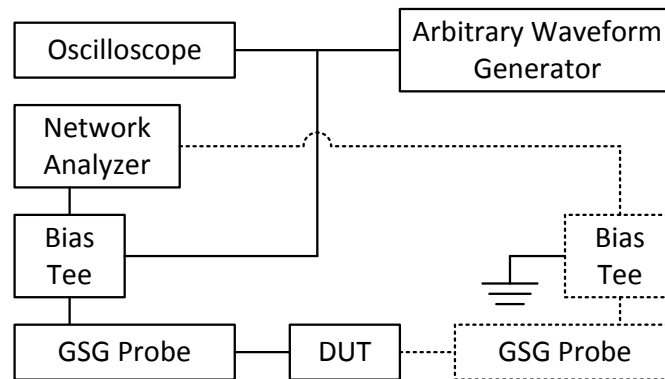 Oscilloscope
Arbitrary Waveform
Generator
Network
Analyzer
Bias
Tee
Bias
Tee
GSG Probe
DUT
GSG Probe